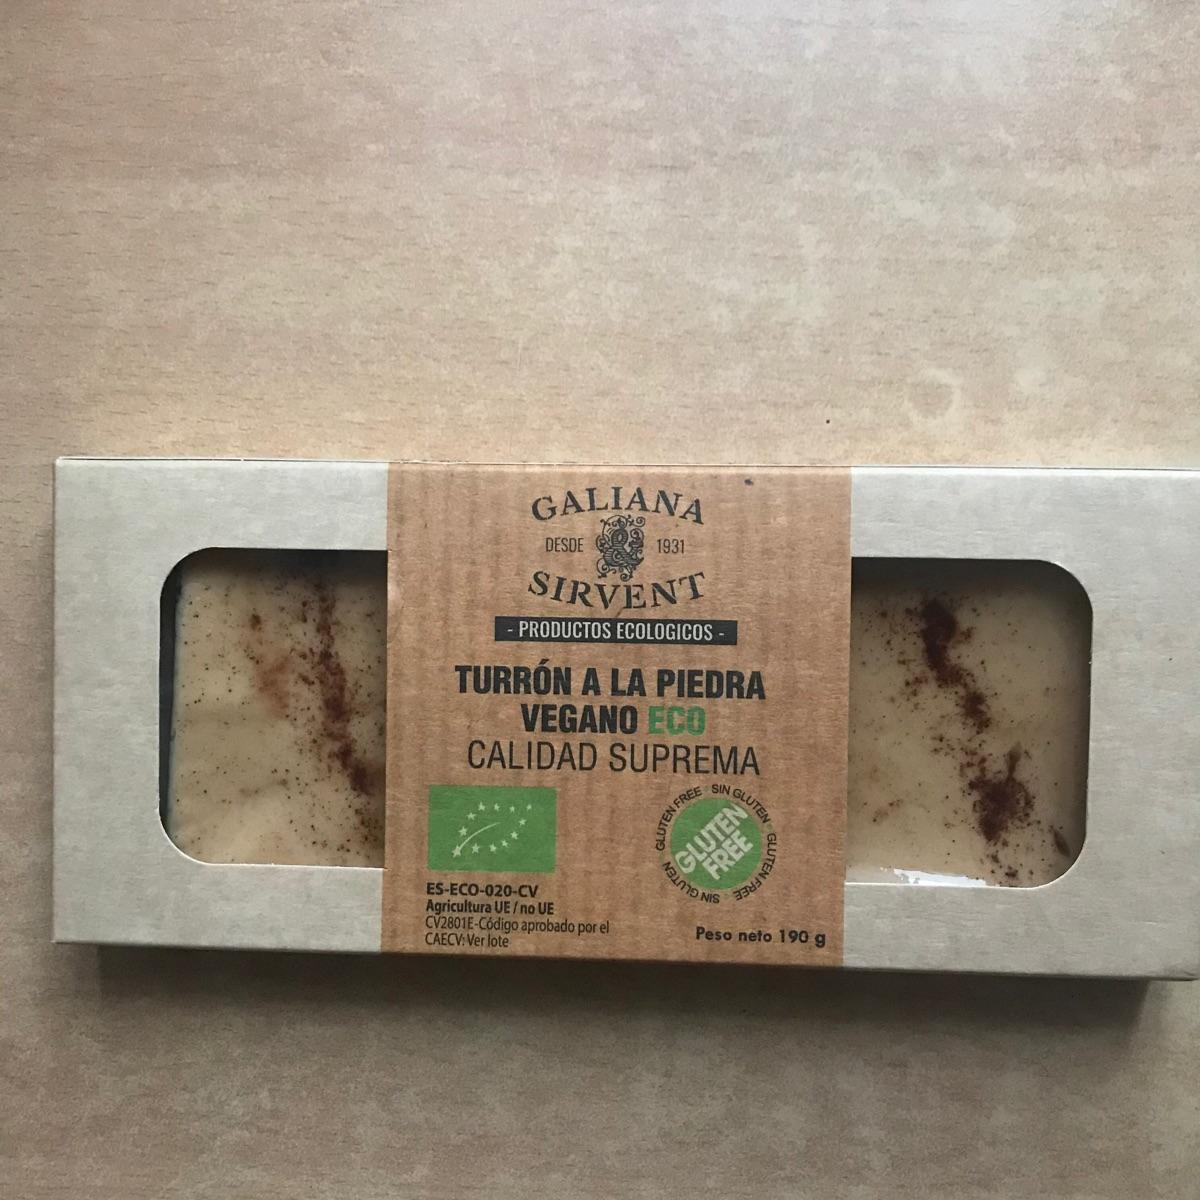 GALIANA
DESDE 1931
SIRVENT
- PRODUCTOS ECOLOGICOS -
TURRÓN A LA PIEDRA
VEGANO ECO
CALIDAD SUPREMA
GLUTEN FREE SIN GLUTEN GLUTEN FREE SIN GLUTEN
GLUTEN
FREE
ES-ECO-020-CV
Agricultura UE / no UE
CV2801E-Código aprobado por el
CAECV: Ver lote
Peso neto 190 g